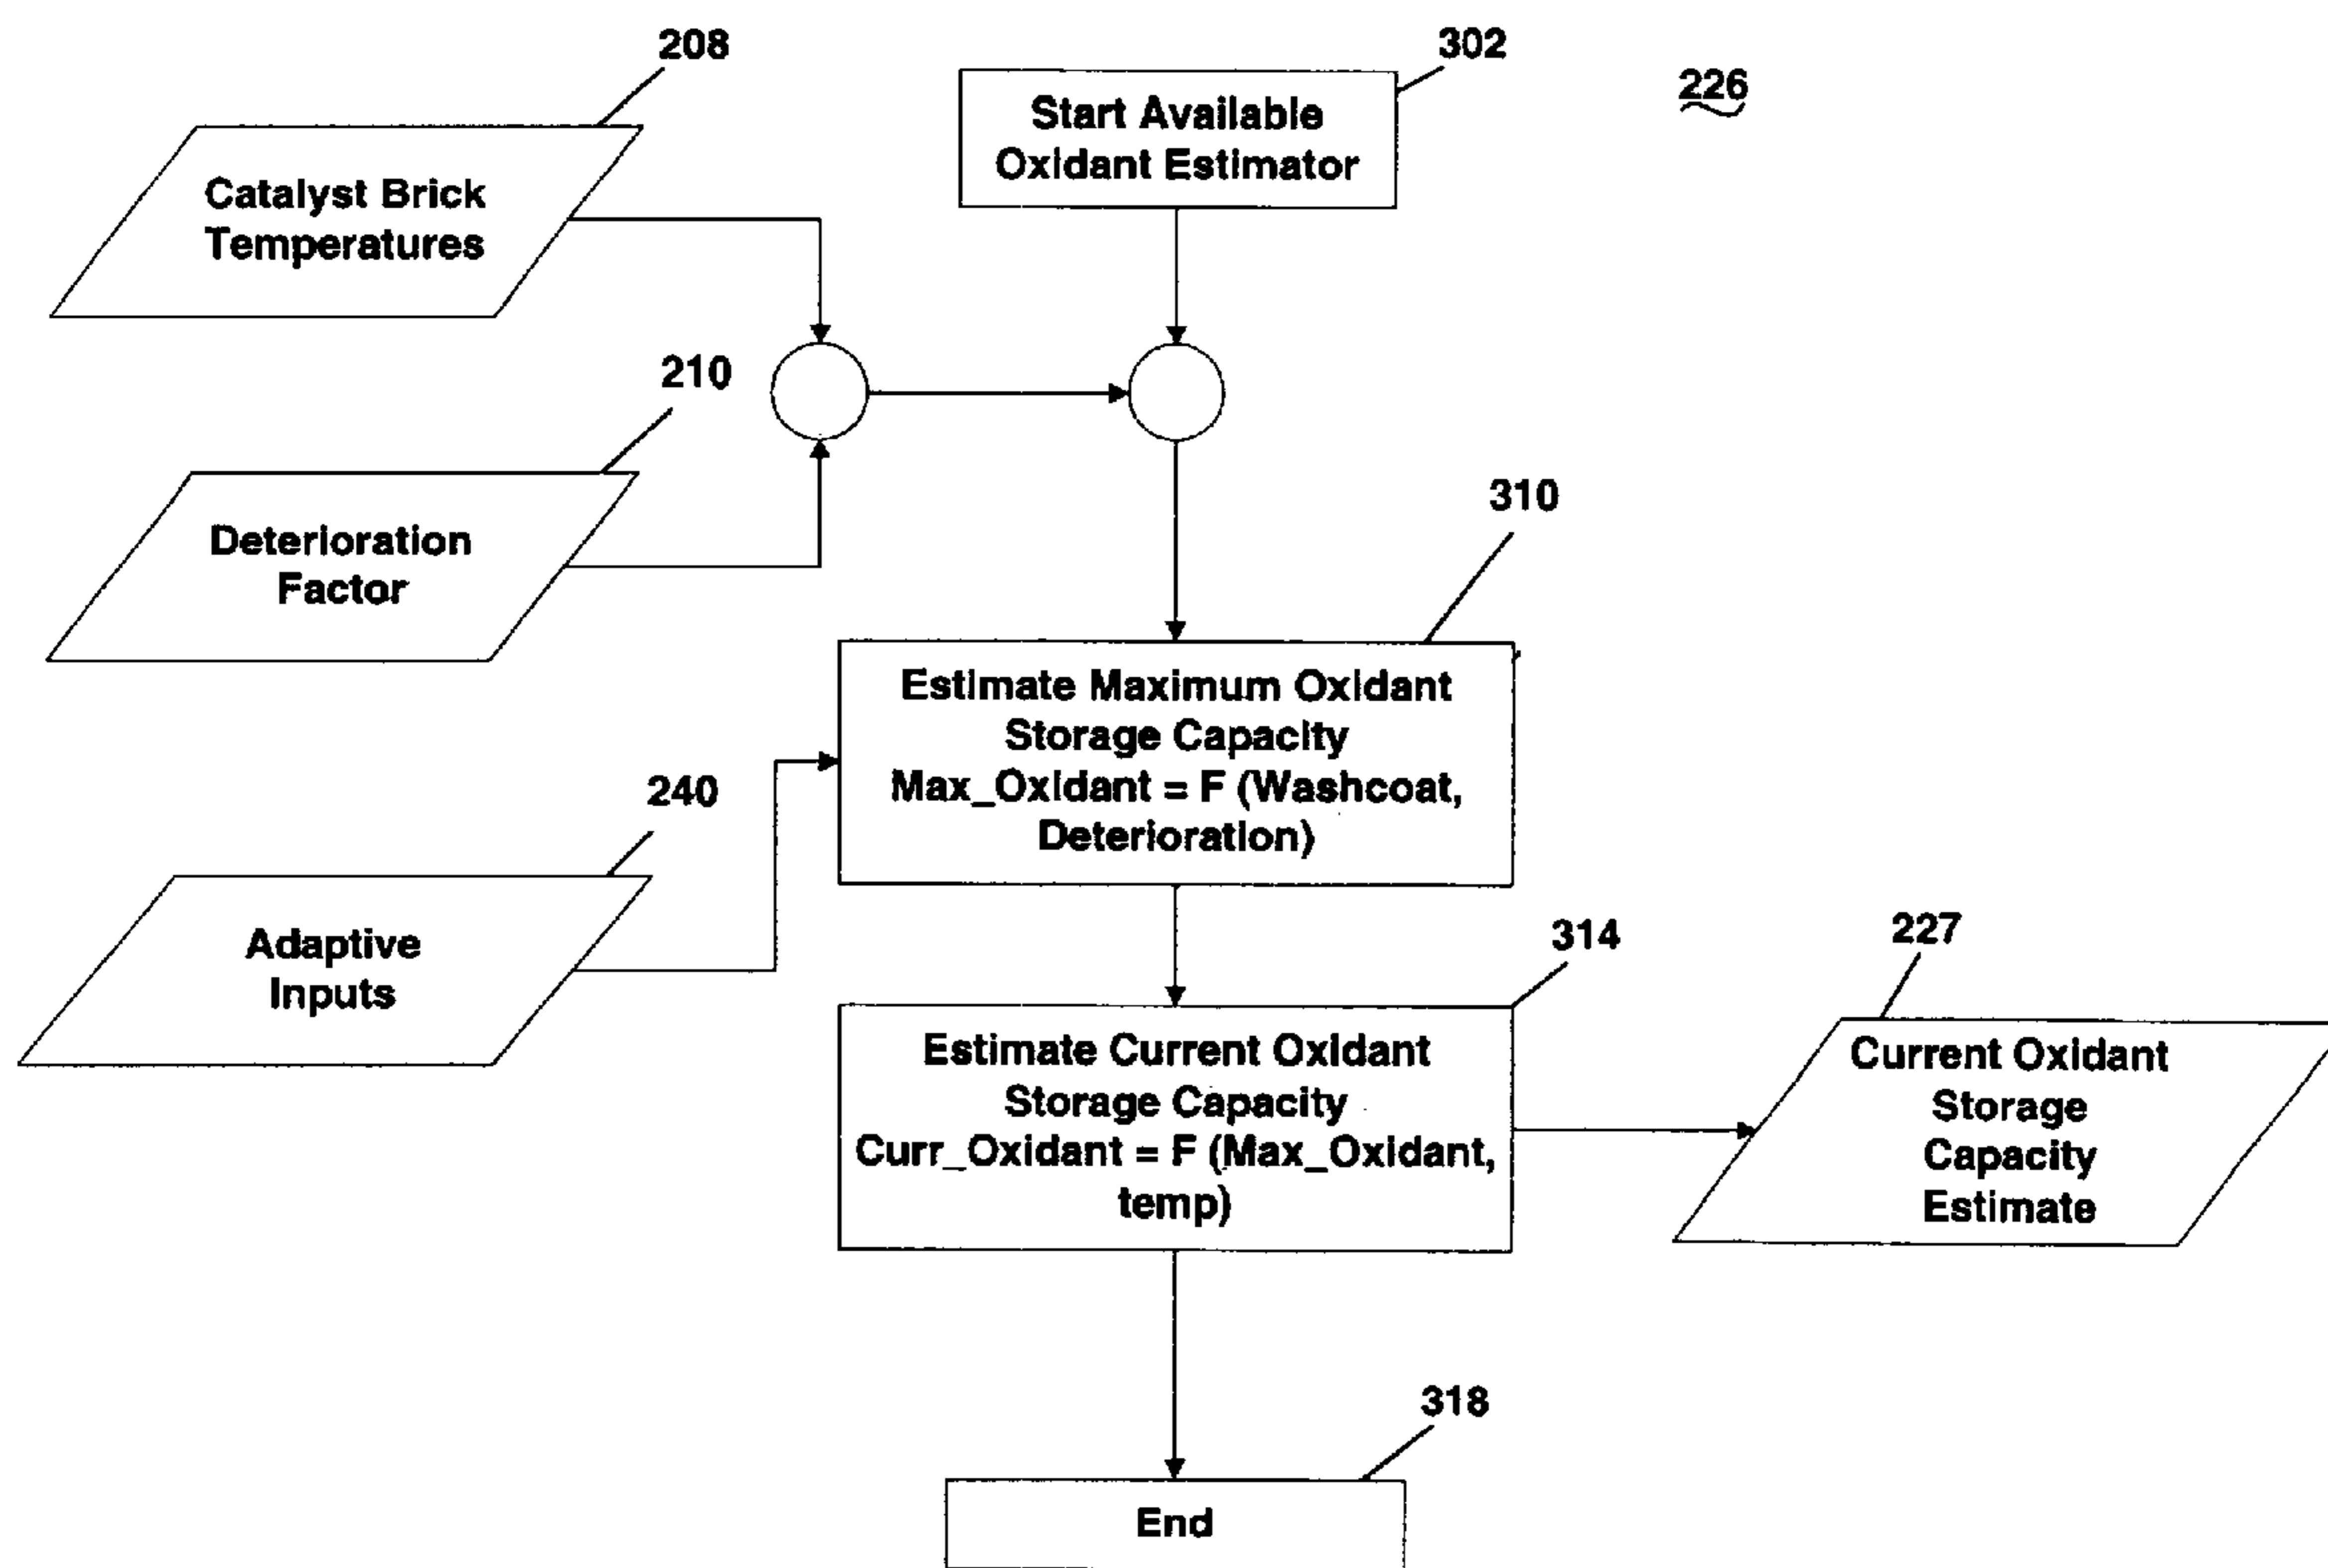 208
302
226
Start Available
Oxidant Estimator
Catalyst Brick
Temperatures
210
Deterioration
Factor
310
Estimate Maximum Oxidant
Storage Capacity
Max_Oxidant = F (Washcoat,
Deterioration)
240
Adaptive
Inputs
314
227
Estimate Current Oxidant
Storage Capacity
Curr_Oxidant = F (Max_Oxidant,
temp)
Current Oxidant
Storage
Capacity
Estimate
318
End